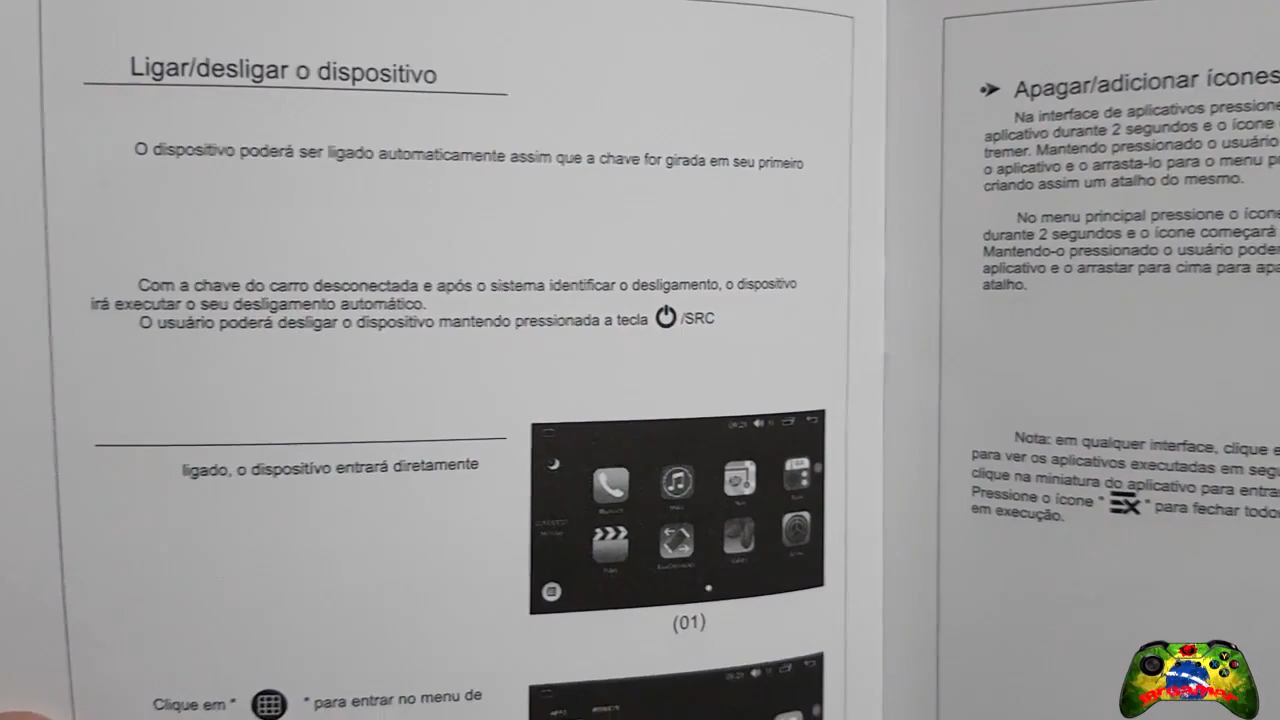 Ligar/desligar o dispositivo
O dispositivo poderá ser ligado automaticamente assim que a chave for girada em seu primeiro
Com a chave do carro desconectada e após o sistema identificar o desligamento, o dispositivo
irá executar o seu desligamento automático.
O usuário poderá desligar o dispositivo mantendo pressionada a tecla /SRC
ligado, o dispositivo entrará diretamente
09:21
(01)
Clique em " " para entrar no menu de
09:21
Apagar/adicionar ícones
Na interface de aplicativos pressione
aplicativo durante 2 segundos e o ícone
tremer. Mantendo pressionado o usuário
o aplicativo e o arrasta-lo para o menu
criando assim um atalho do mesmo.
No menu principal pressione o ícone
durante 2 segundos e o ícone começará
Mantendo-o pressionado o usuário
aplicativo e o arrastar para cima para
atalho.
Nota: em qualquer interface, clique
para ver os aplicativos executadas em
clique na miniatura do aplicativo para
Pressione o ícone " " para fechar
em execução.